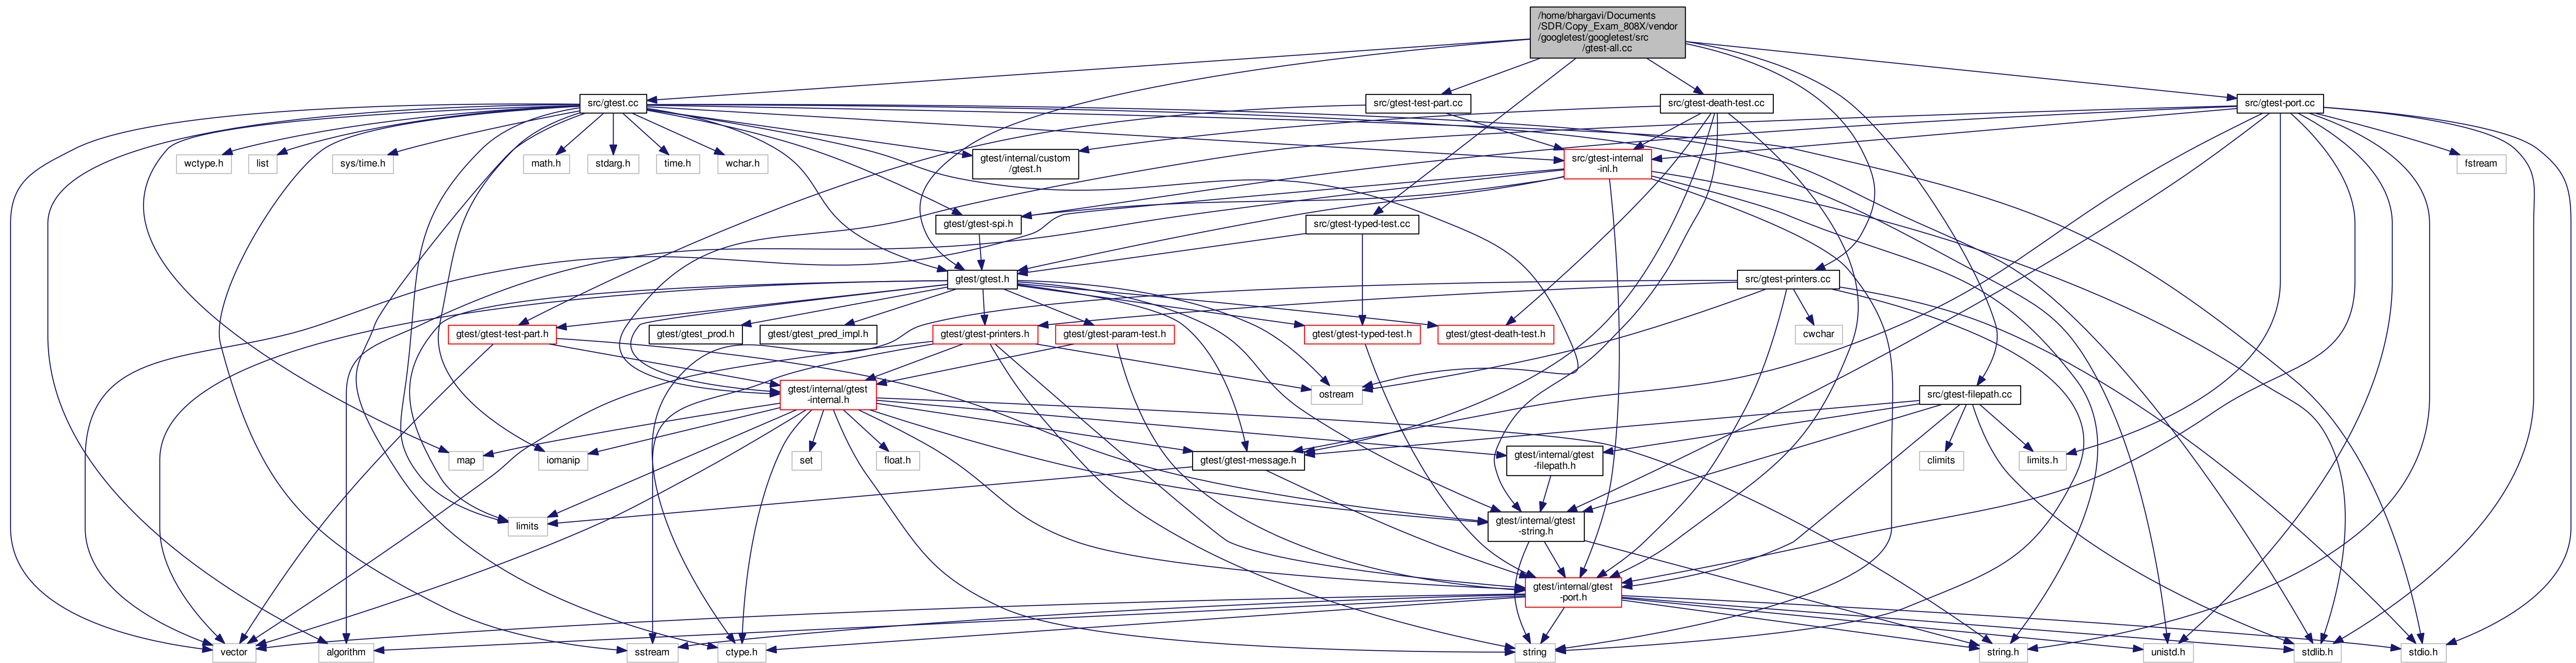 /home/bhargavi/Documents
/SDR/Copy_Exam_808X/vendor
/googletest/googletest/src
/gtest-all.cc
src/gtest.cc
src/gtest-test-part.cc
src/gtest-death-test.cc
src/gtest-port.cc
wctype.h
list
sys/time.h
math.h
stdarg.h
time.h
wchar.h
gtest/internal/custom
/gtest.h
src/gtest-internal
-inl.h
fstream
gtest/gtest-spi.h
src/gtest-typed-test.cc
gtest/gtest.h
src/gtest-printers.cc
gtest/gtest-test-part.h
gtest/gtest_prod.h
gtest/gtest_pred_impl.h
gtest/gtest-printers.h
gtest/gtest-param-test.h
gtest/gtest-typed-test.h
gtest/gtest-death-test.h
cwchar
gtest/internal/gtest
-internal.h
ostream
src/gtest-filepath.cc
map
iomanip
set
float.h
gtest/gtest-message.h
gtest/internal/gtest
-filepath.h
climits
limits.h
limits
gtest/internal/gtest
-string.h
gtest/internal/gtest
-port.h
vector
algorithm
sstream
ctype.h
string
string.h
unistd.h
stdlib.h
stdio.h